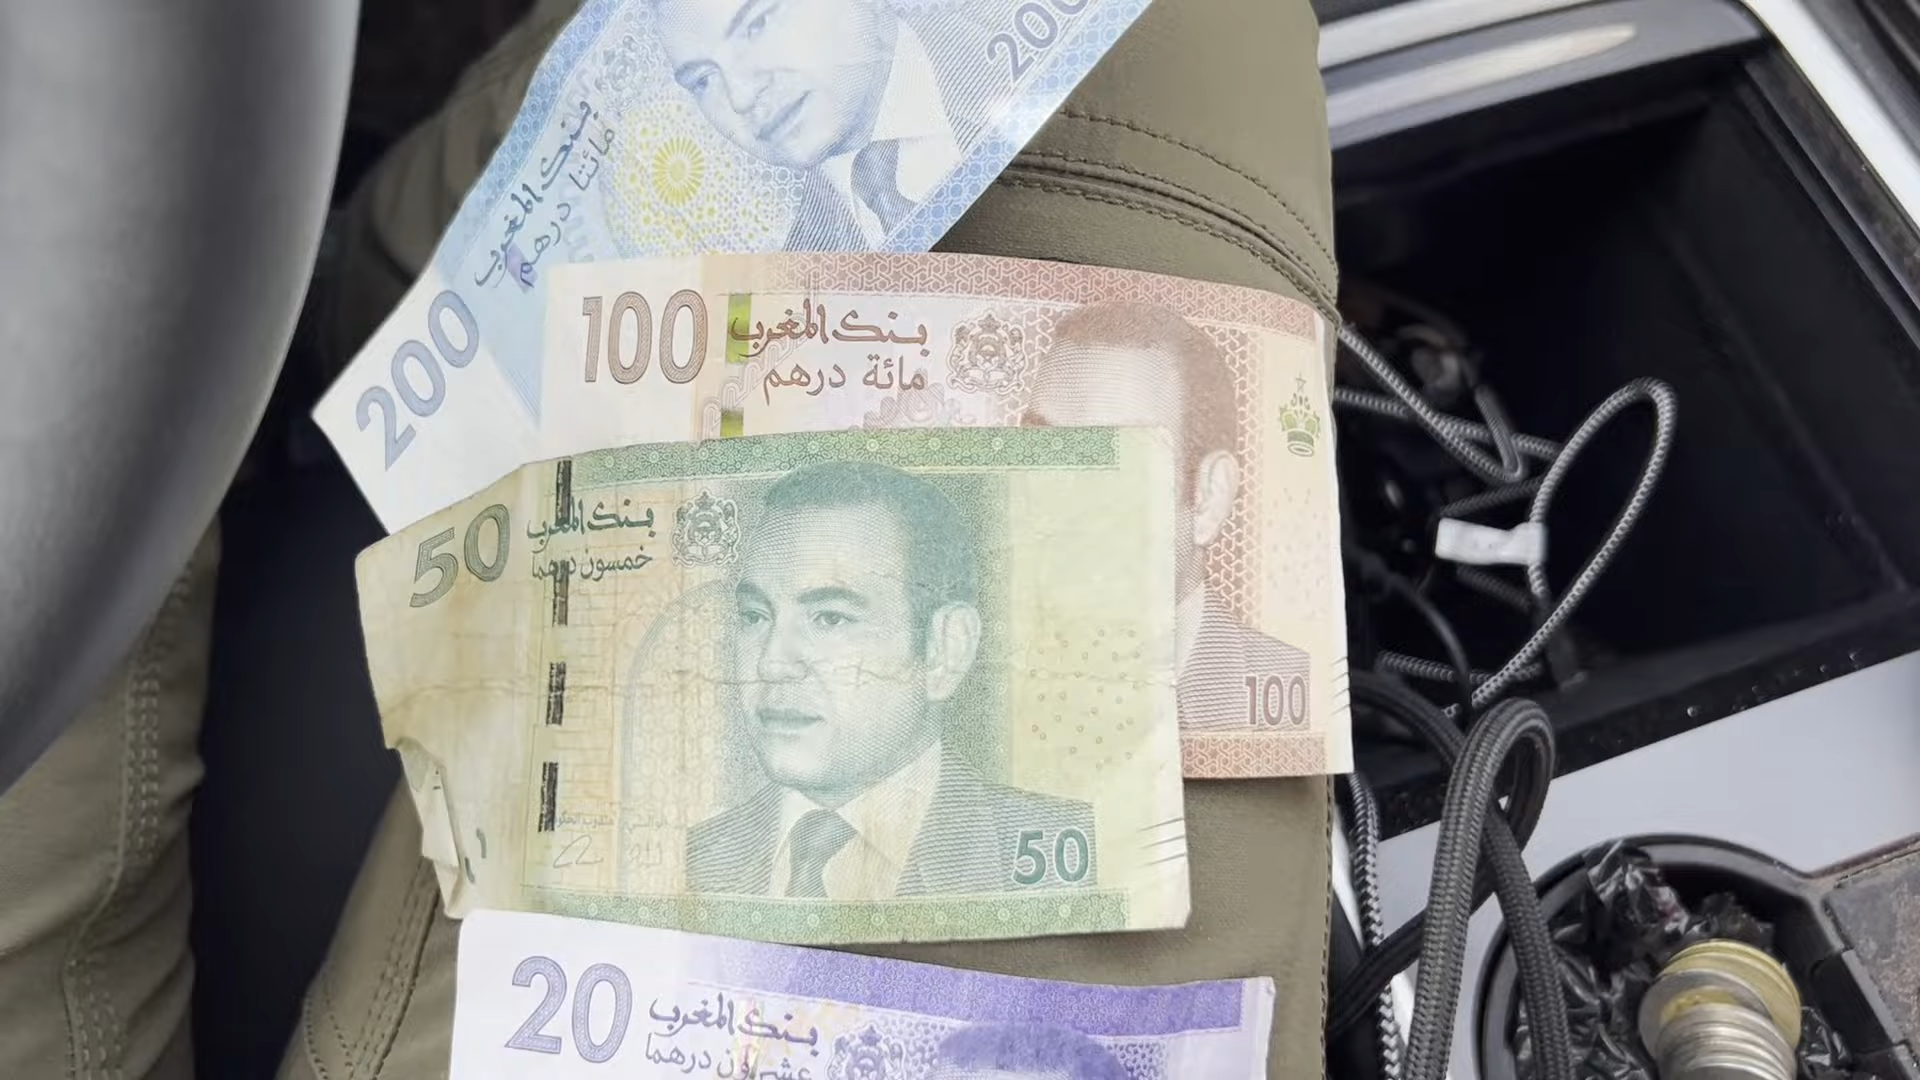 200
بنك المغرب
مائتا درهم
200
100
بنك المغرب
مائة درهم
100
50
بنك المغرب
خمسون درهما
50
20
بنك المغرب
عشرون درهما